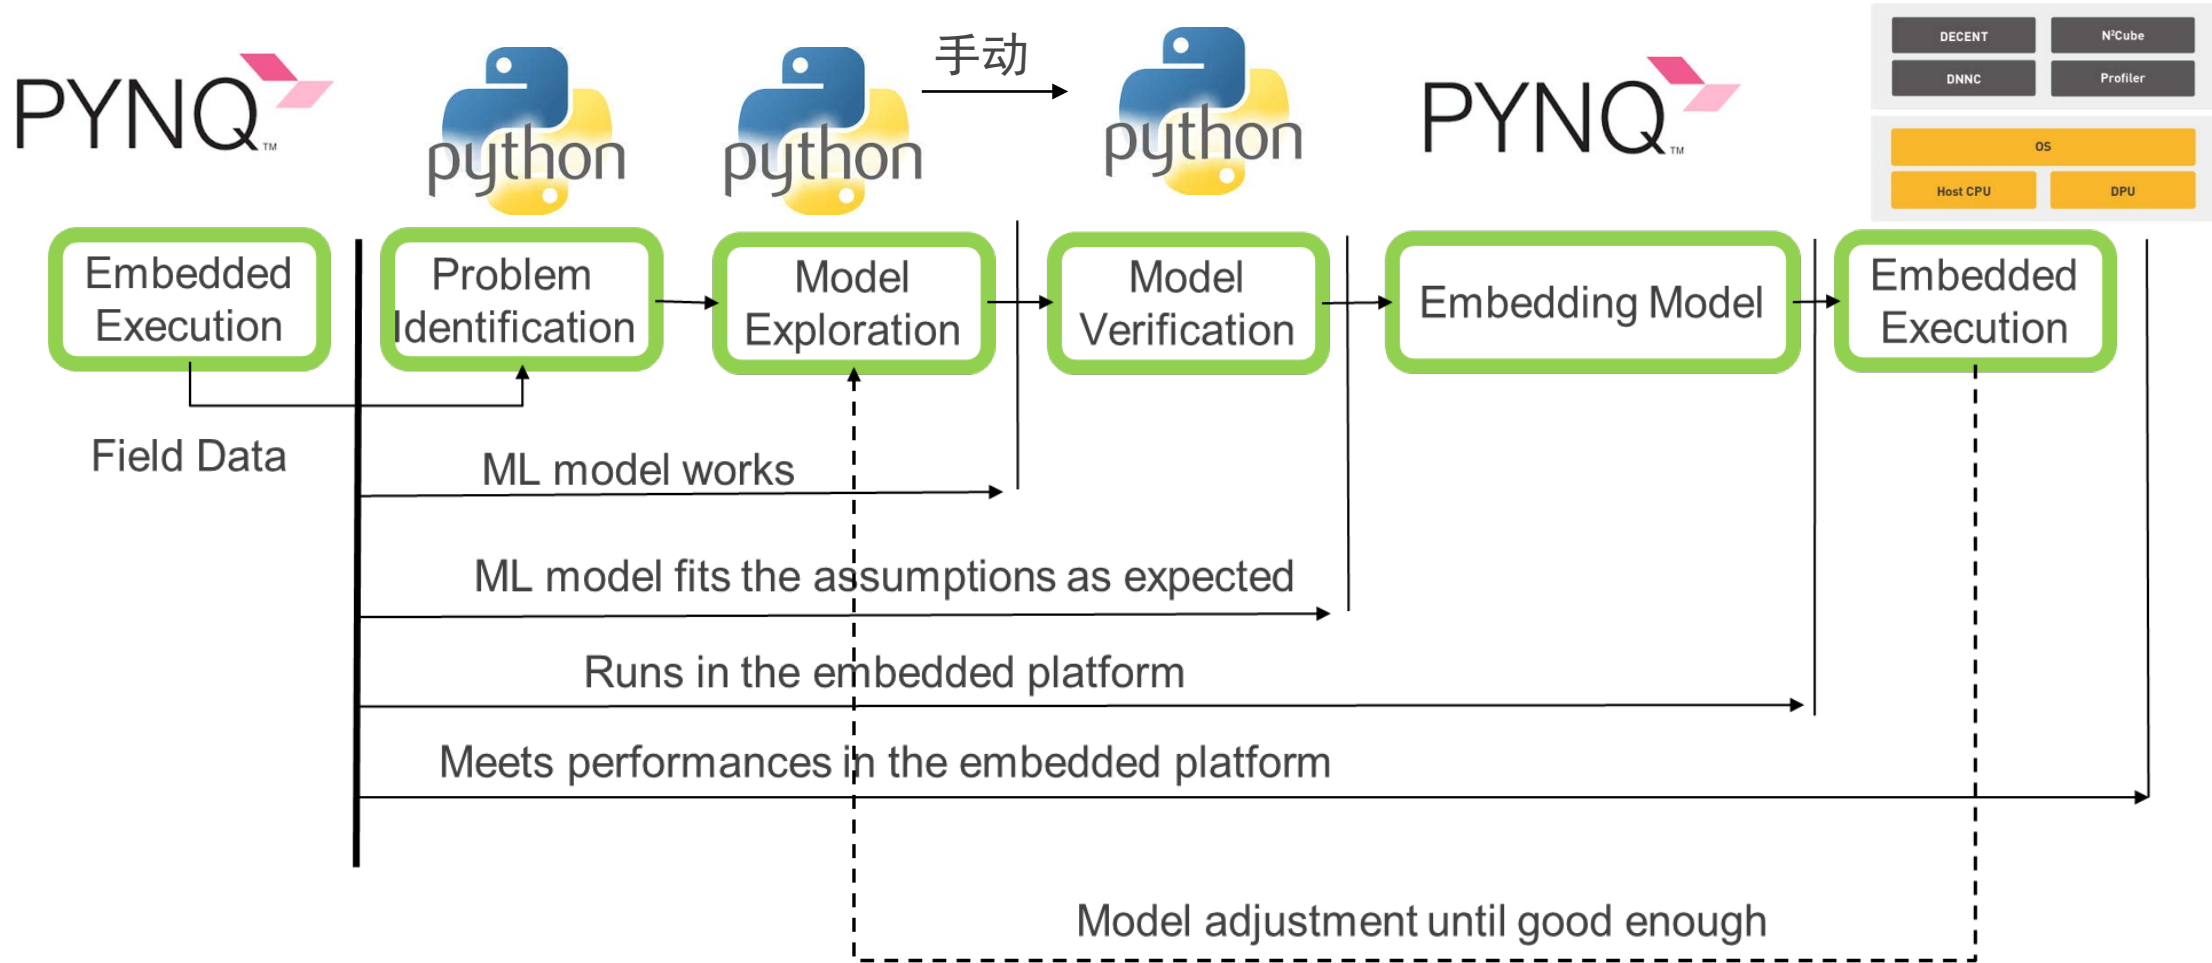 PYNQ™
python
python
手动
python
PYNQ™
DECENT
N²Cube
DNNC
Profiler
OS
Host CPU
DPU
Embedded
Execution
Problem
Identification
Model
Exploration
Model
Verification
Embedding Model
Embedded
Execution
Field Data
ML model works
ML model fits the assumptions as expected
Runs in the embedded platform
Meets performances in the embedded platform
Model adjustment until good enough